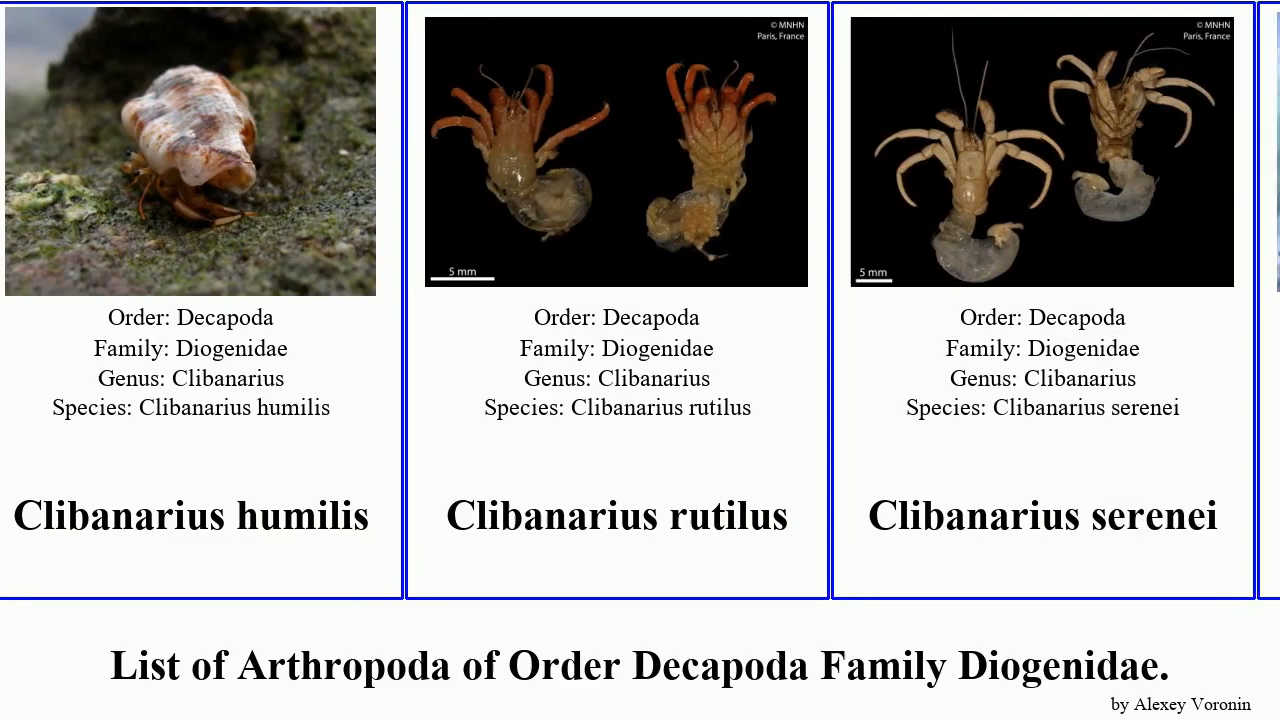 © MNHN
Paris, France
5 mm
© MNHN
Paris, France
5 mm
Order: Decapoda
Family: Diogenidae
Genus: Clibanarius
Species: Clibanarius humilis
Clibanarius humilis
Order: Decapoda
Family: Diogenidae
Genus: Clibanarius
Species: Clibanarius rutilus
Clibanarius rutilus
Order: Decapoda
Family: Diogenidae
Genus: Clibanarius
Species: Clibanarius serenei
Clibanarius serenei
List of Arthropoda of Order Decapoda Family Diogenidae.
by Alexey Voronin